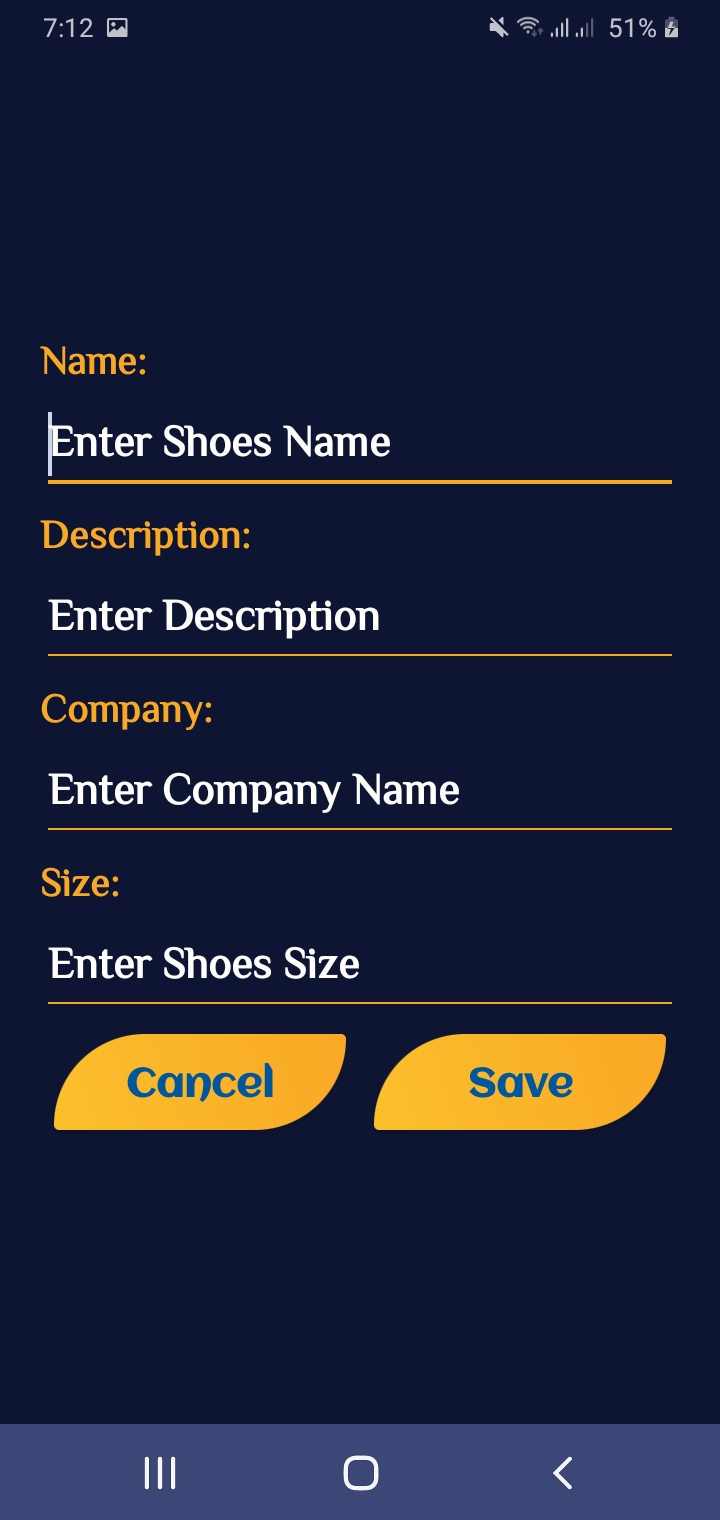 7:12 51%
Name:
Enter Shoes Name
Description:
Enter Description
Company:
Enter Company Name
Size:
Enter Shoes Size
Cancel Save